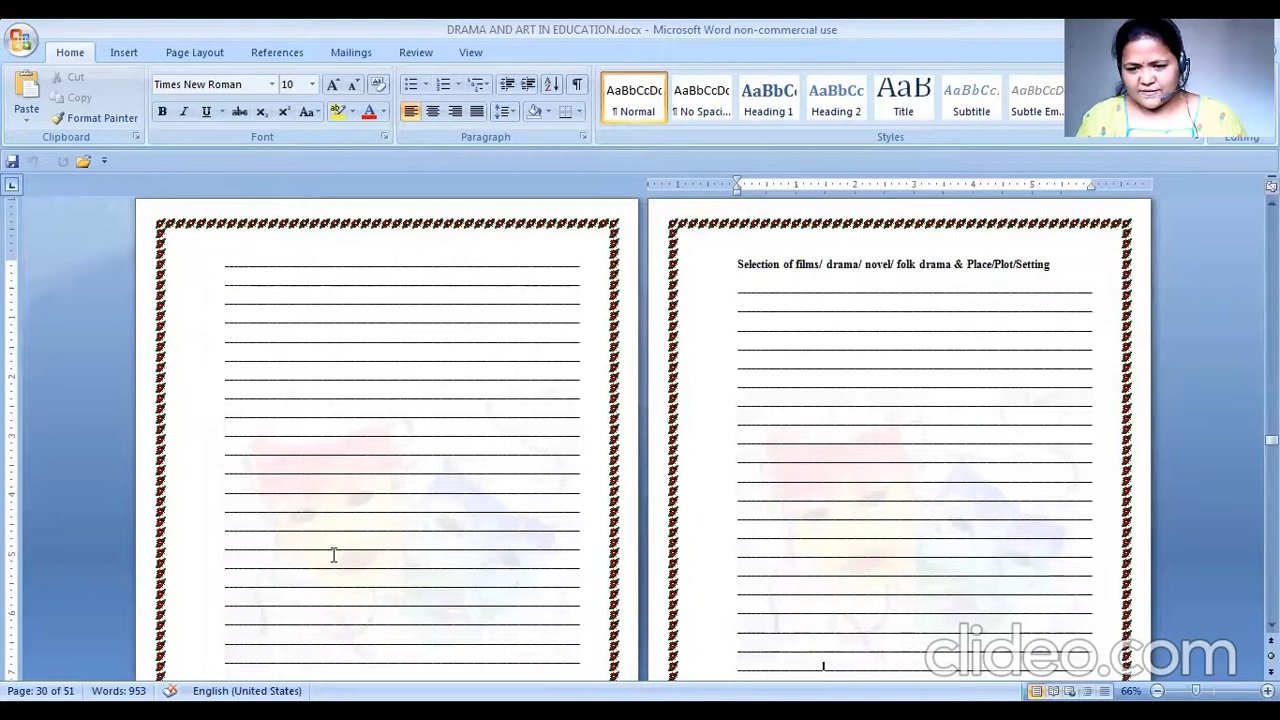 DRAMA AND ART IN EDUCATION.docx - Microsoft Word non-commercial use
Home Insert Page Layout References Mailings Review View
Paste
Cut
Copy
Format Painter
Clipboard
Times New Roman 10
Font
Paragraph
AaBbCcDc AaBbCcDc AaBbCc AaBbCc AaB AaBbCc. AaBbCcDc
¶ Normal ¶ No Spaci... Heading 1 Heading 2 Title Subtitle Subtle Em...
Styles
Editing
Selection of films/ drama/ novel/ folk drama & Place/Plot/Setting
clideo.com
Page: 30 of 51 Words: 953 English (United States) 66%